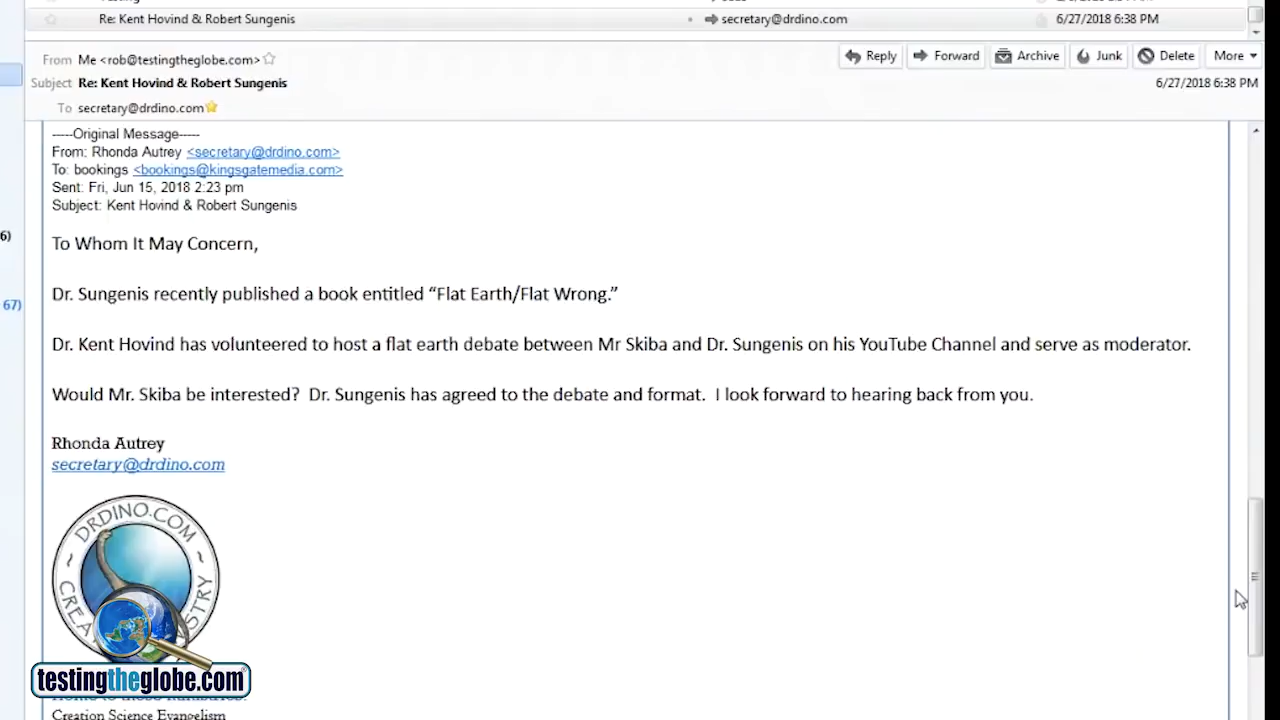 Re: Kent Hovind & Robert Sungenis
secretary@drdino.com
6/27/2018 6:38 PM
From Me <rob@testingtheglobe.com>
Reply
Forward
Archive
Junk
Delete
More
Subject Re: Kent Hovind & Robert Sungenis
6/27/2018 6:38 PM
To secretary@drdino.com
-----Original Message-----
From: Rhonda Autrey <secretary@drdino.com>
To: bookings <bookings@kingsgatemedia.com>
Sent: Fri, Jun 15, 2018 2:23 pm
Subject: Kent Hovind & Robert Sungenis
6)
To Whom It May Concern,
Dr. Sungenis recently published a book entitled “Flat Earth/Flat Wrong.”
67)
Dr. Kent Hovind has volunteered to host a flat earth debate between Mr Skiba and Dr. Sungenis on his YouTube Channel and serve as moderator.
Would Mr. Skiba be interested?  Dr. Sungenis has agreed to the debate and format.  I look forward to hearing back from you.
Rhonda Autrey
secretary@drdino.com
~ DRDINO.COM ~
testingtheglobe.com
Creation Science Evangelism